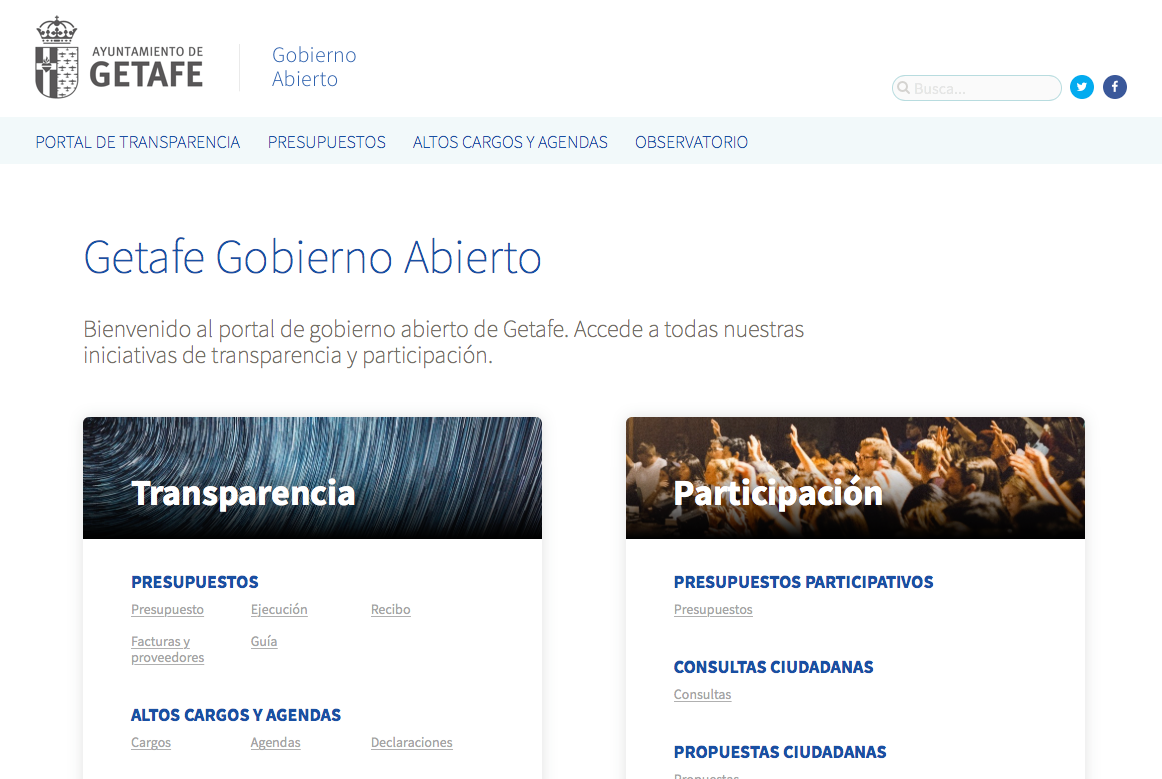 AYUNTAMIENTO DE
GETAFE
Gobierno
Abierto
Busca...
PORTAL DE TRANSPARENCIA PRESUPUESTOS ALTOS CARGOS Y AGENDAS OBSERVATORIO
Getafe Gobierno Abierto
Bienvenido al portal de gobierno abierto de Getafe. Accede a todas nuestras
iniciativas de transparencia y participación.
Transparencia
PRESUPUESTOS
Presupuesto Ejecución Recibo
Facturas y
proveedores
Guía
ALTOS CARGOS Y AGENDAS
Cargos Agendas Declaraciones
Participación
PRESUPUESTOS PARTICIPATIVOS
Presupuestos
CONSULTAS CIUDADANAS
Consultas
PROPUESTAS CIUDADANAS
Propuestas